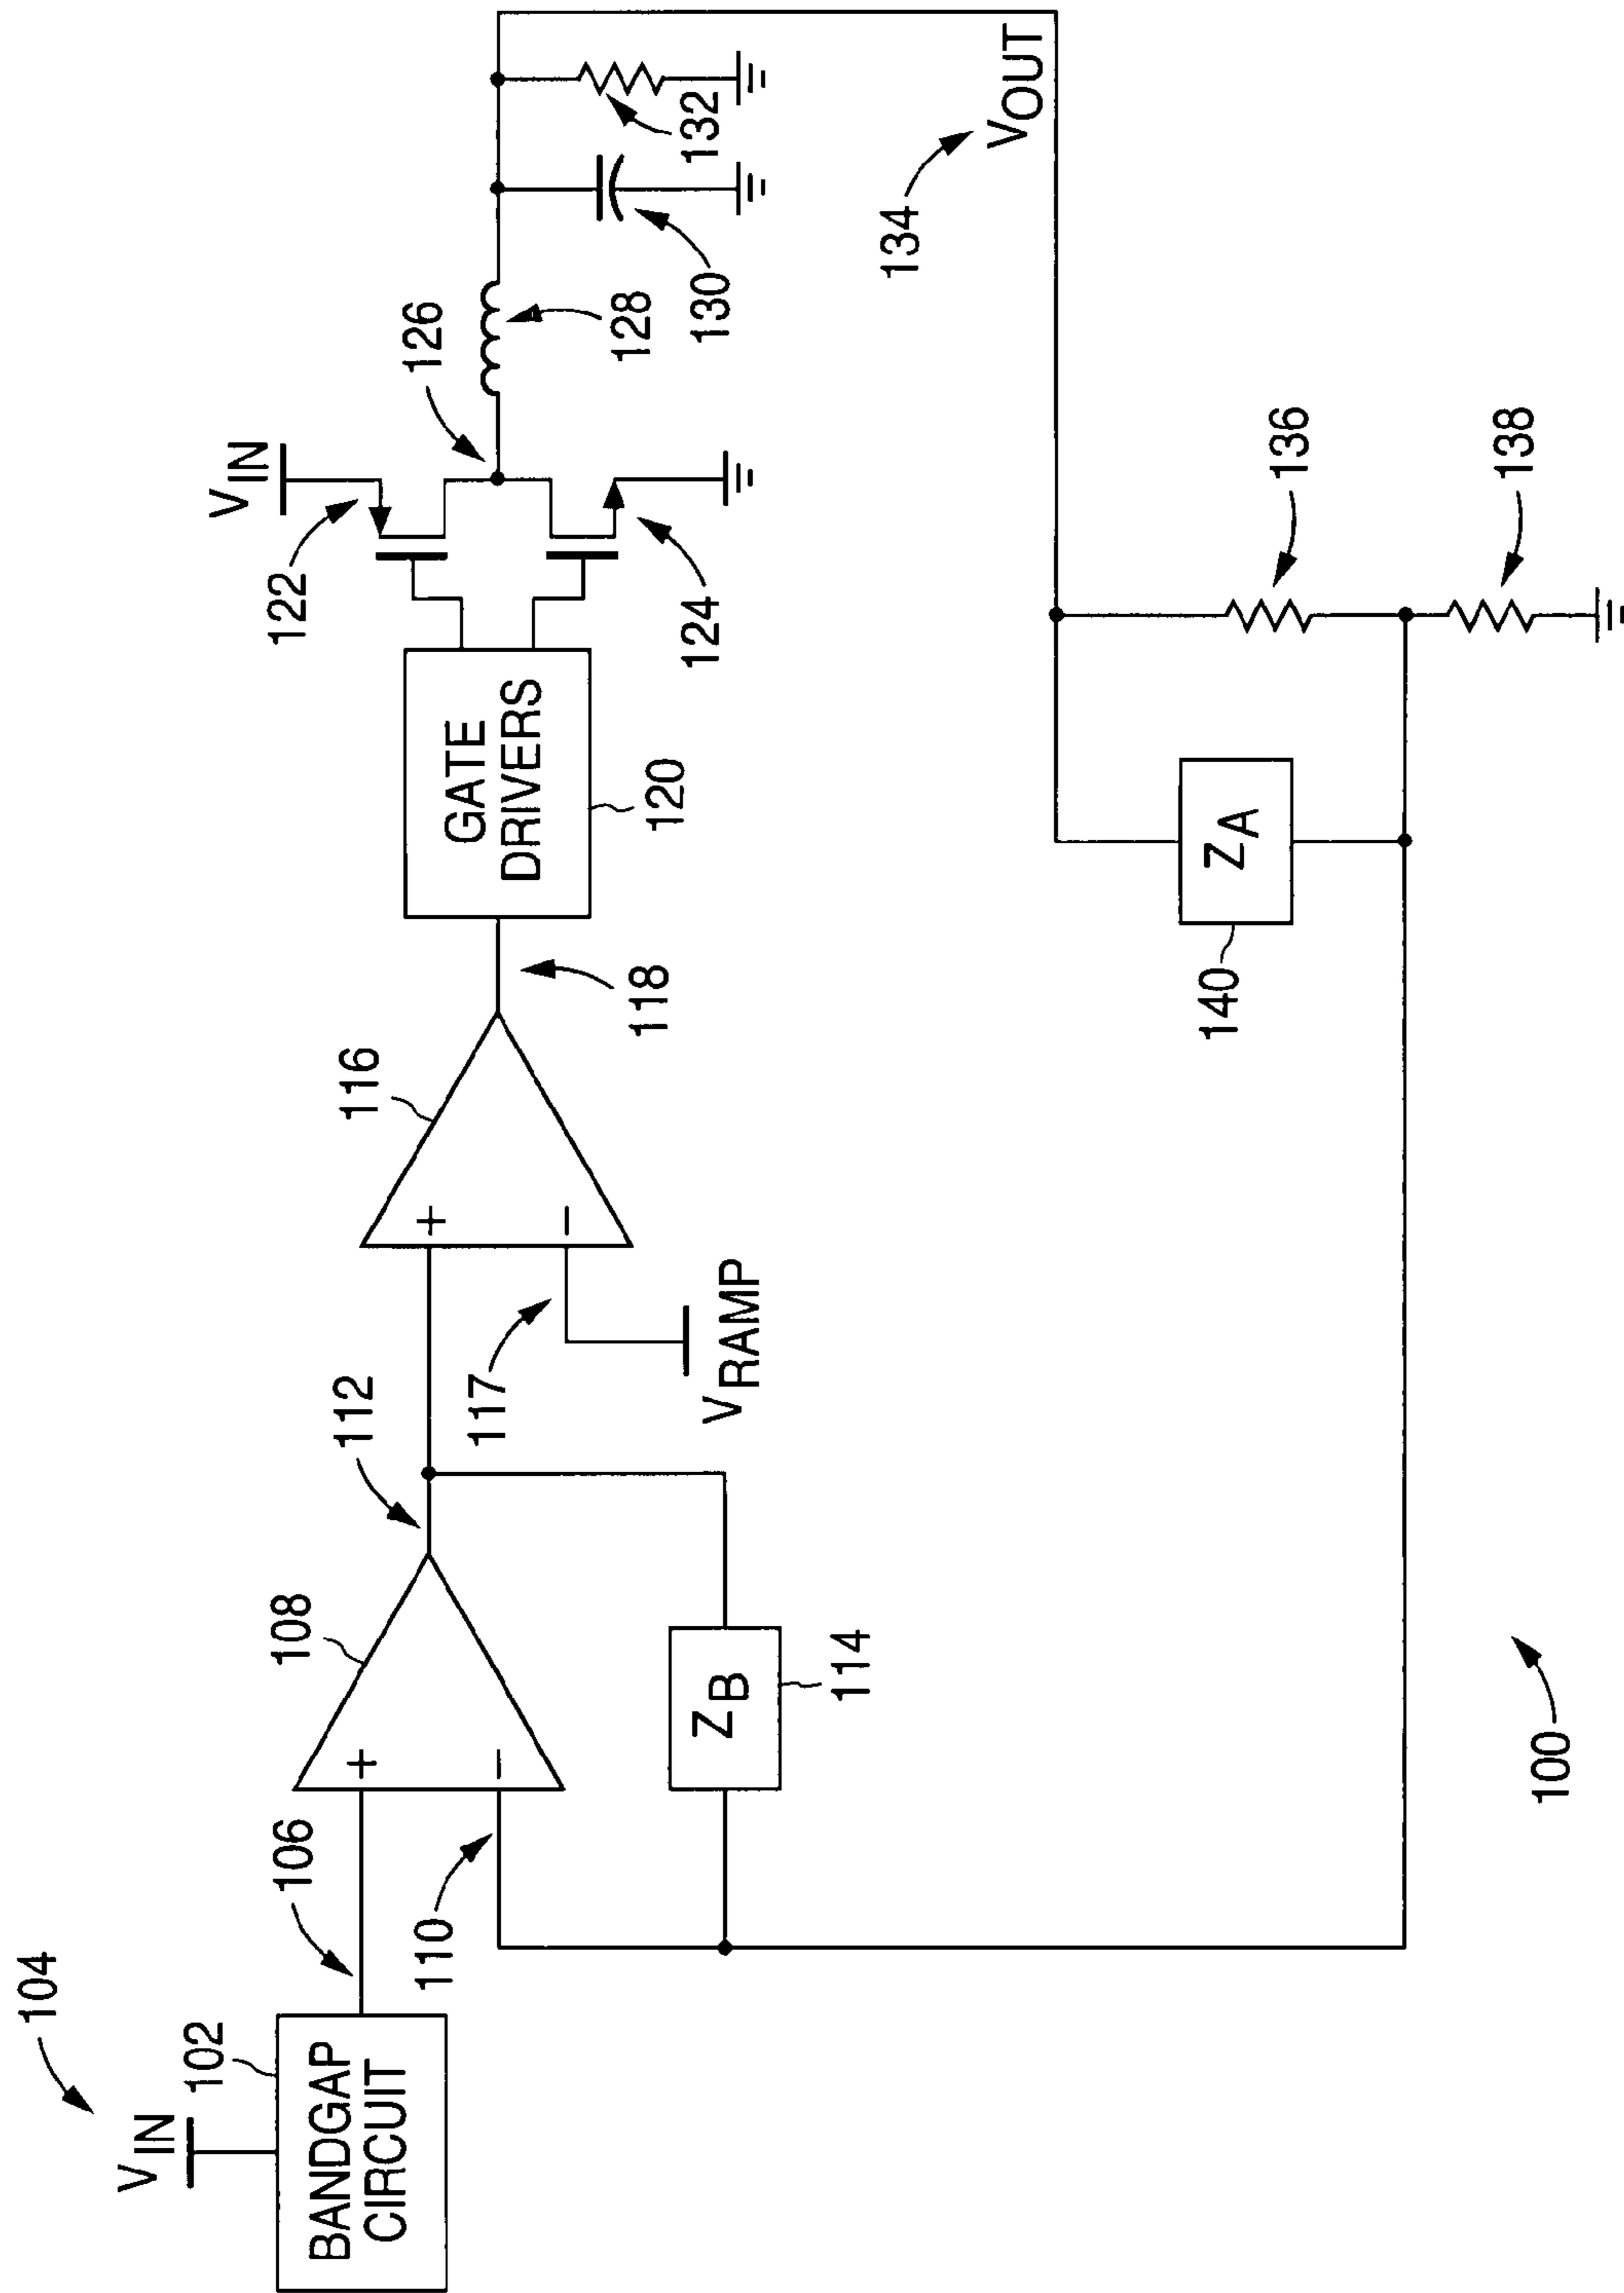 104
V_IN
102
BANDGAP
CIRCUIT
106
110
108
+
−
Z_B
114
112
116
+
−
117
V_RAMP
118
GATE
DRIVERS
120
122
V_IN
124
126
128
130
132
134
V_OUT
136
138
Z_A
140
100